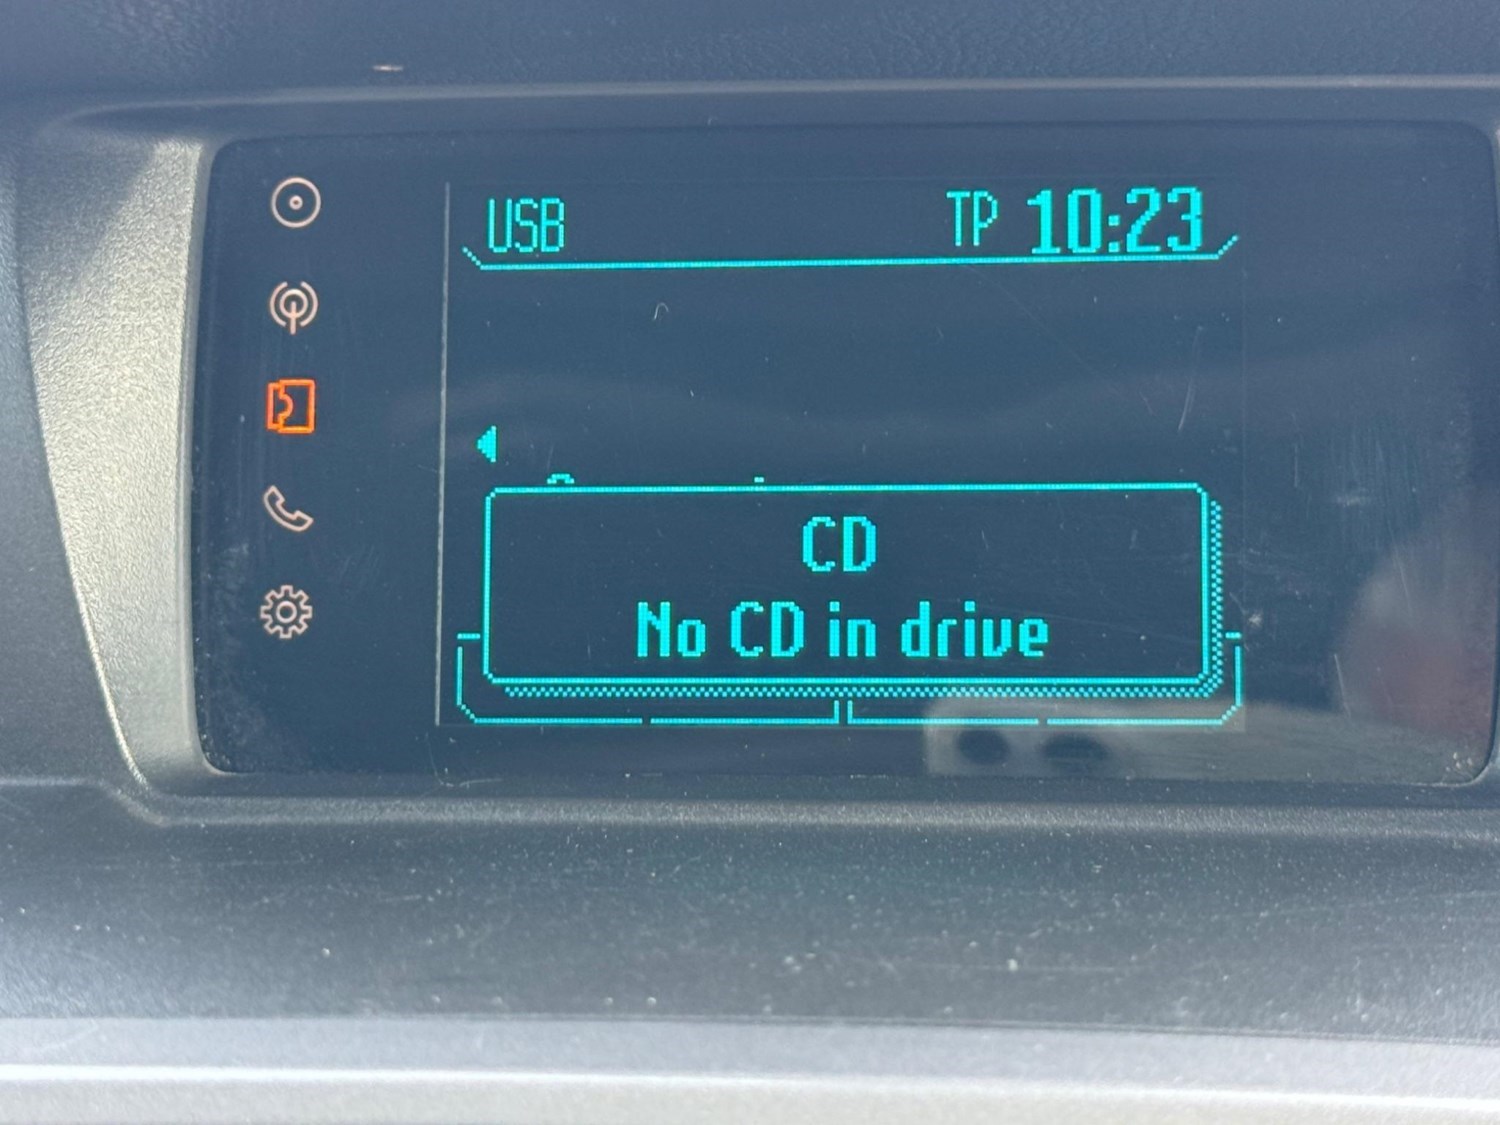 USB
TP 10:23
CD
No CD in drive